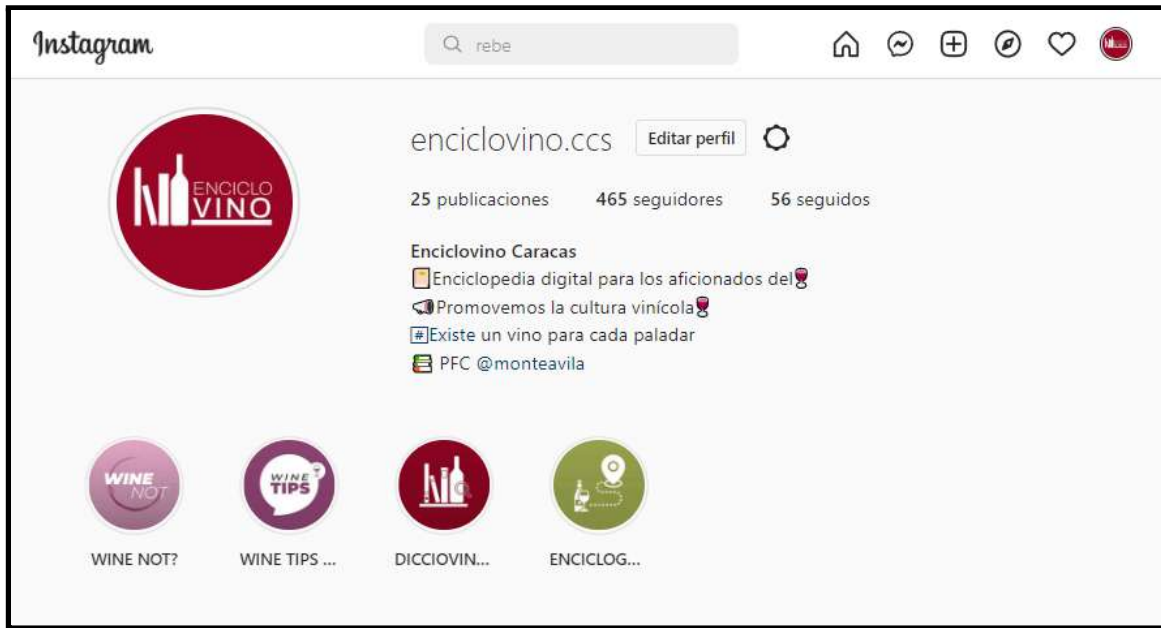 Instagram
rebe
enciclovino.ccs Editar perfil
ENCICLO
VINO
25 publicaciones 465 seguidores 56 seguidos
Enciclovino Caracas
Enciclopedia digital para los aficionados del🍷
Promovemos la cultura vinícola🍷
#Existe un vino para cada paladar
PFC @monteavila
WINE
NOT
WINE
TIPS
WINE NOT? WINE TIPS ... DICCIOVIN... ENCICLOG...